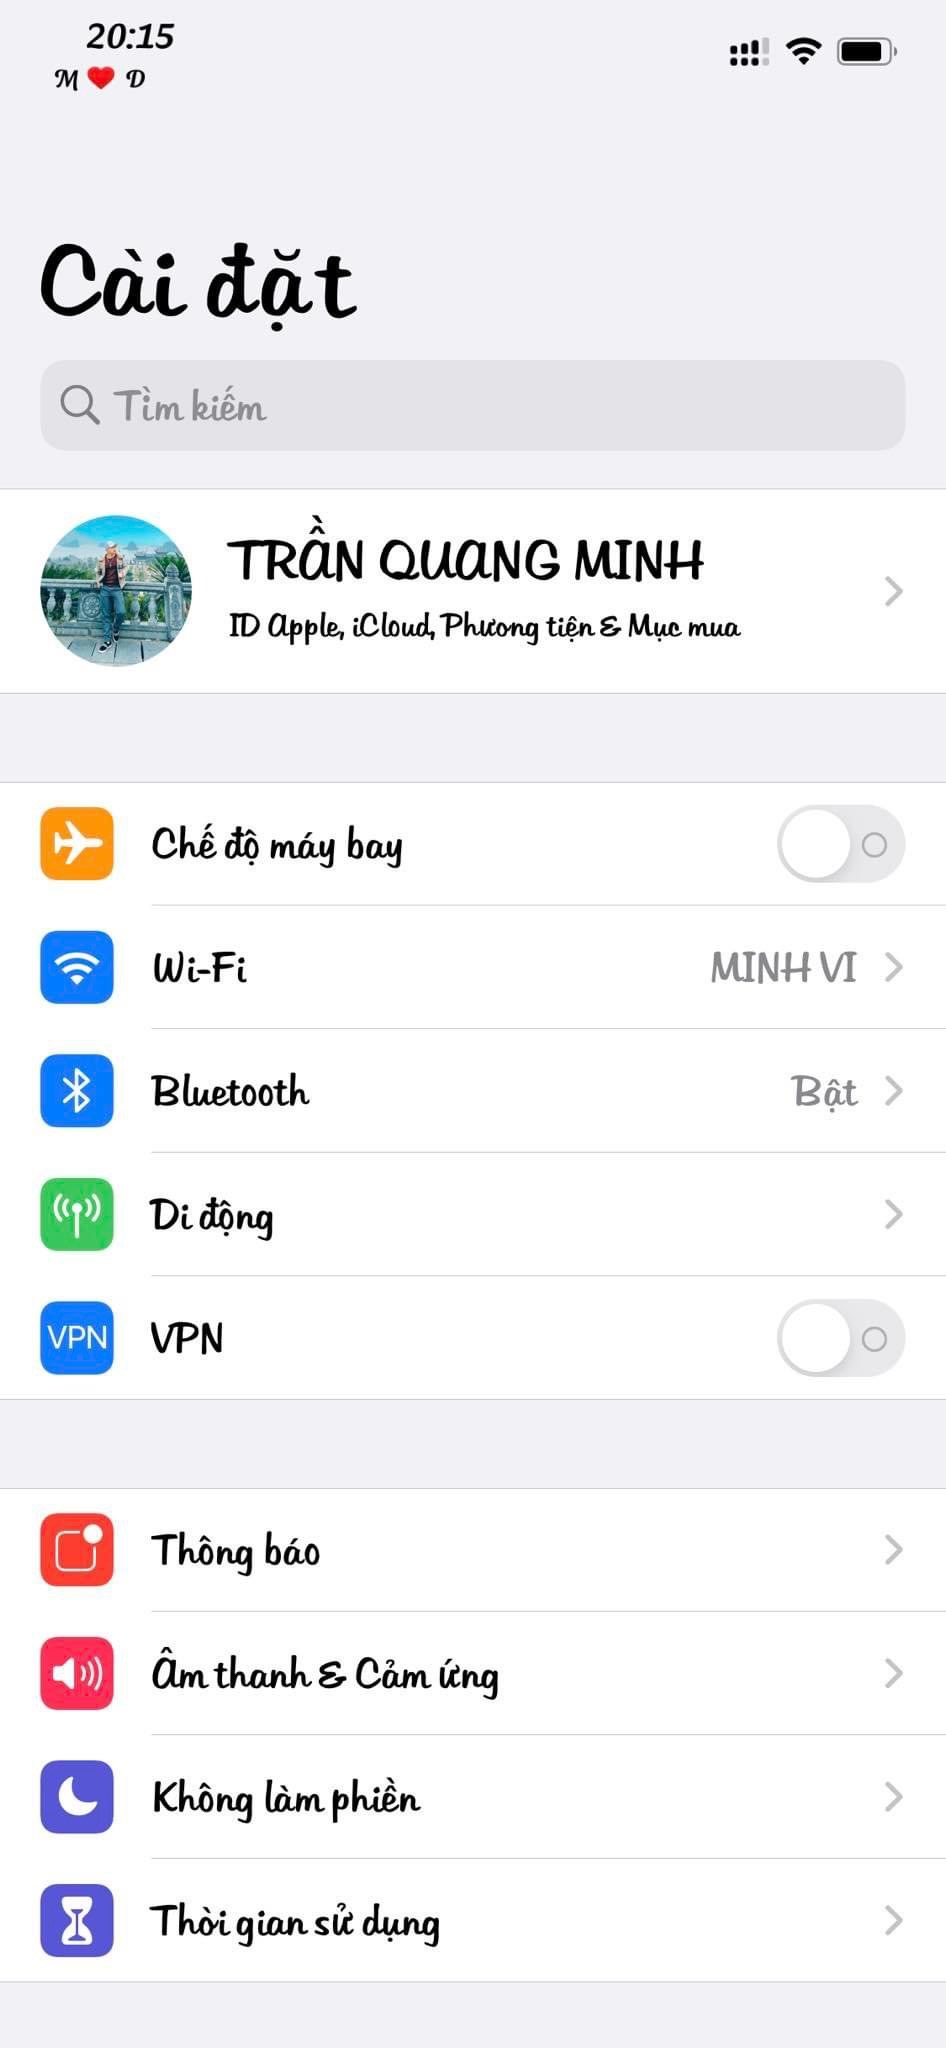 20:15
M ❤️ D
Cài đặt
Tìm kiếm
TRẦN QUANG MINH
ID Apple, iCloud, Phương tiện & Mục mua
Chế độ máy bay
Wi-Fi MINH VI
Bluetooth Bật
Di động
VPN VPN
Thông báo
Âm thanh & Cảm ứng
Không làm phiền
Thời gian sử dụng